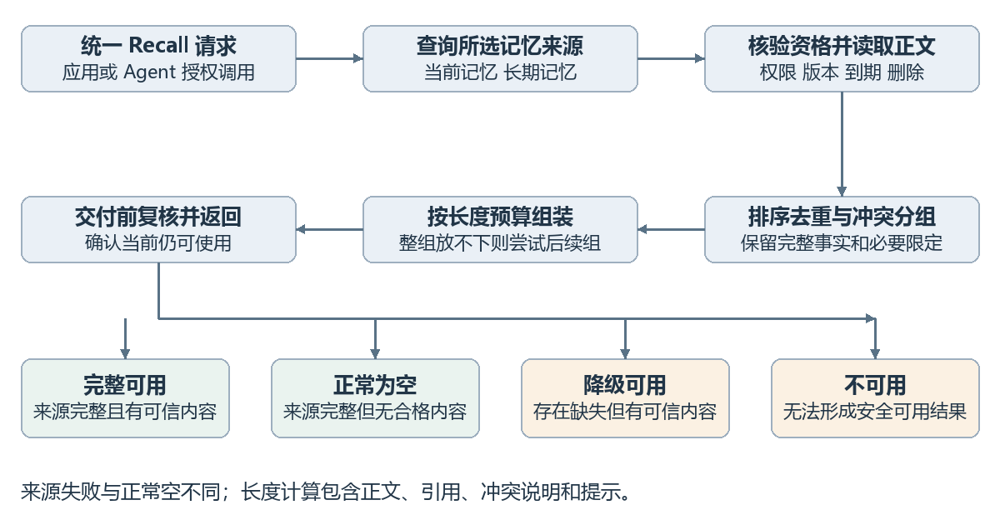 统一 Recall 请求
应用或 Agent 授权调用
查询所选记忆来源
当前记忆 长期记忆
核验资格并读取正文
权限 版本 到期 删除
交付前复核并返回
确认当前仍可使用
按长度预算组装
整组放不下则尝试后续组
排序去重与冲突分组
保留完整事实和必要限定
完整可用
来源完整且有可信内容
正常为空
来源完整但无合格内容
降级可用
存在缺失但有可信内容
不可用
无法形成安全可用结果
来源失败与正常空不同；长度计算包含正文、引用、冲突说明和提示。